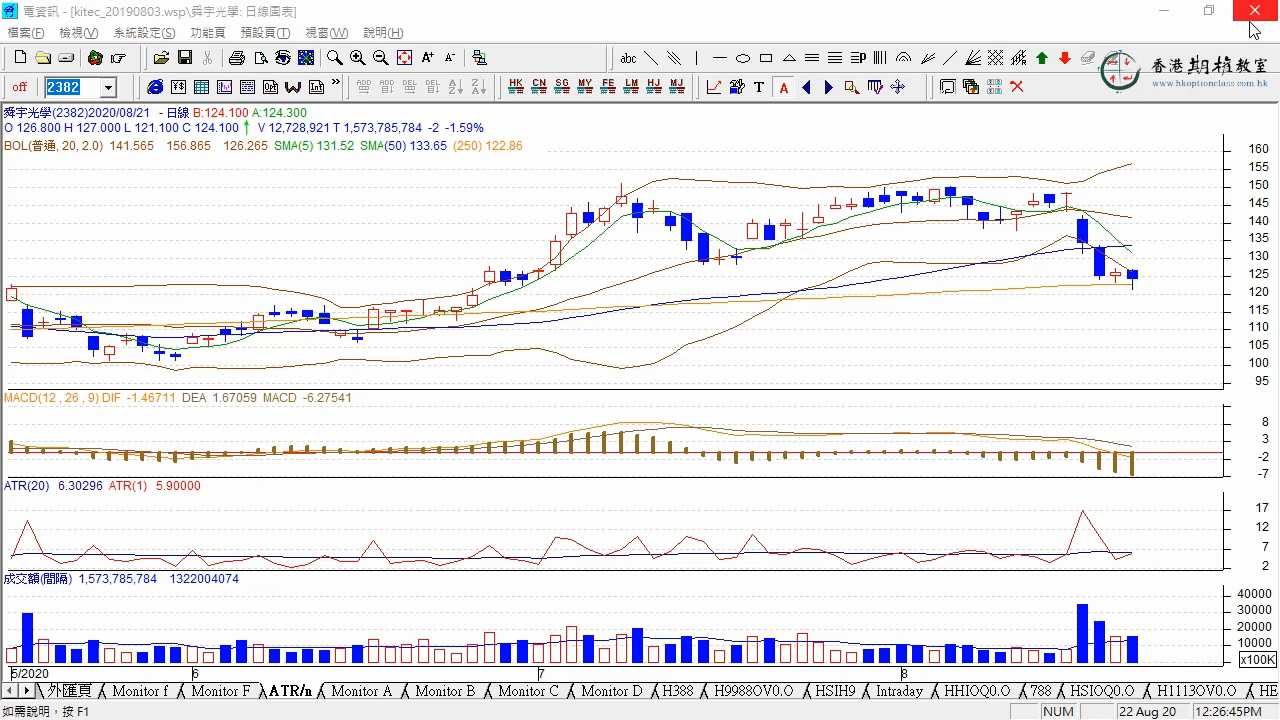 電資訊 - [kitec_20190803.wsp\舜宇光學: 日線圖表]
檔案(F) 檢視(V) 系統設定(S) 功能頁 預設頁(T) 視窗(W) 說明(H)
abc
香港期權教室
www.hkoptionclass.com.hk
off 2382 HK CN SG MY FE LM HJ MJ T A
舜宇光學(2382)2020/08/21 - 日線 B:124.100 A:124.300
O 126.800 H 127.000 L 121.100 C 124.100 V 12,728,921 T 1,573,785,784 -2 -1.59%
BOL(普通, 20, 2.0) 141.565 156.865 126.265 SMA(5) 131.52 SMA(50) 133.65 (250) 122.86
160
155
150
145
140
135
130
125
120
115
110
105
100
95
MACD(12 , 26 , 9) DIF -1.46711 DEA 1.67059 MACD -6.27541
8
3
-2
-7
ATR(20) 6.30296 ATR(1) 5.90000
17
12
7
2
成交額(間隔) 1,573,785,784 1322004074
40000
30000
20000
10000
x100K
5/2020 6 7 8
外匯頁 Monitor f Monitor F ATR/n Monitor A Monitor B Monitor C Monitor D H388 H9988OV0.O HSIH9 Intraday HHIOQ0.O 788 HSIOQ0.O H1113OV0.O HE
如需說明，按 F1 NUM 22 Aug 20 12:26:45PM